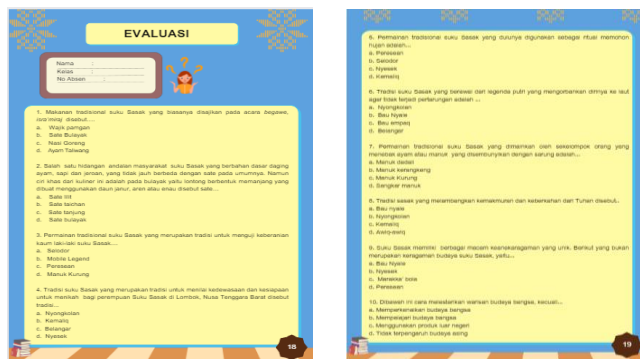 EVALUASI
Nama :
Kelas :
No Absen :
1. Makanan tradisional suku Sasak yang biasanya disajikan pada acara begawe,
isra'miraj disebut....
a. Wajik pamgan
b. Sate Bulayak
c. Nasi Goreng
d. Ayam Taliwang
2. Salah satu hidangan andalan masyarakat suku Sasak yang berbahan dasar daging
ayam, sapi dan jeroan, yang tidak jauh berbeda dengan sate pada umumnya. Namun
ciri khas dari kuliner ini adalah pada bulayak yaitu lontong berbentuk memanjang yang
dibuat menggunakan daun janur, aren atau enau disebut sate...
a. Sate lilit
b. Sate taichan
c. Sate tanjung
d. Sate bulayak
3. Permainan tradisional suku Sasak yang merupakan tradisi untuk menguji keberanian
kaum laki-laki suku Sasak....
a. Selodor
b. Mobile Legend
c. Peresean
d. Manuk Kurung
4. Tradisi suku Sasak yang merupakan tradisi untuk menilai kedewasaan dan kesiapaan
untuk menikah bagi perempuan Suku Sasak di Lombok, Nusa Tenggara Barat disebut
tradisi...
a. Nyongkolan
b. Kemaliq
c. Belangar
d. Nyesek
18
5. Permainan tradisional suku Sasak yang dulunya digunakan sebagai ritual memohon
hujan adalah...
a. Peresean
b. Selodor
c. Nyesek
d. Kemaliq
6. Tradisi suku Sasak yang berawal dari legenda putri yang mengorbankan dirinya ke laut
agar tidak terjadi pertarungan adalah ...
a. Nyongkolan
b. Bau Nyale
c. Bau empaq
d. Belangar
7. Permainan tradisional suku Sasak yang dimainkan oleh sekelompok orang yang
menebak ayam atau manuk yang disembunyikan dengan sarung adalah...
a. Manuk dadali
b. Manuk kerangkeng
c. Manuk Kurung
d. Sangkar manuk
8. Tradisi sasak yang melambangkan kemakmuran dan keberkahan dari Tuhan disebut..
a. Bau nyale
b. Nyongkolan
c. Kemaliq
d. Awiq-awiq
9. Suku Sasak memiliki berbagai macam keanekaragaman yang unik. Berikut yang bukan
merupakan keragaman budaya suku Sasak, yaitu...
a. Bau Nyale
b. Nyesek
c. Manakke' bola
d. Peresean
10. Dibawah ini cara melestarikan warisan budaya bangsa, kecuali...
a. Memperkenalkan budaya bangsa
b. Mempelajari budaya bangsa
c. Menggunakan produk luar negeri
d. Tidak terpengaruh budaya asing
19